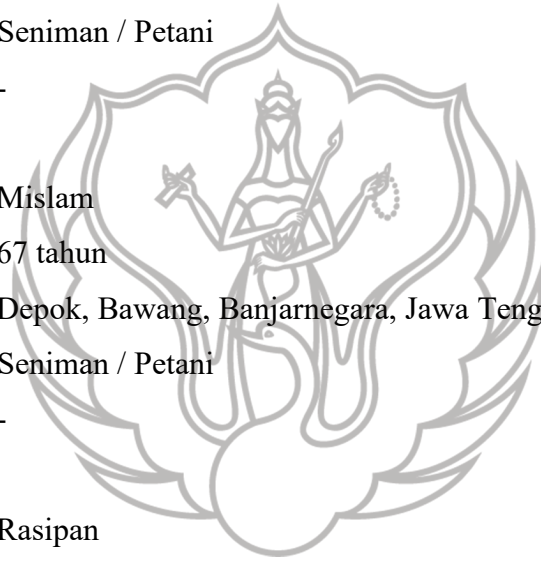 Seniman / Petani
-
Mislam
67 tahun
Depok, Bawang, Banjarnegara, Jawa Teng
Seniman / Petani
-
Rasipan